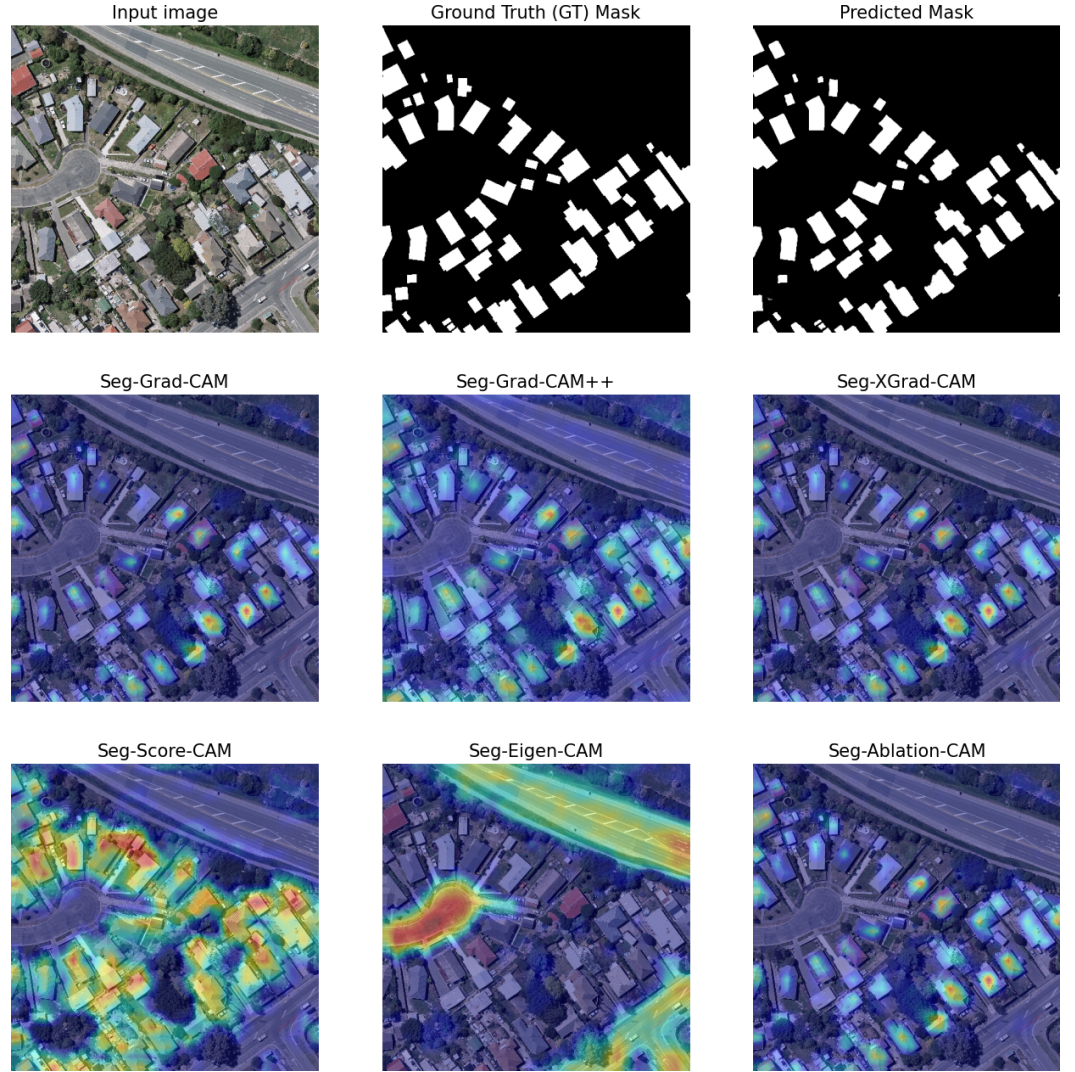 Input image
Ground Truth (GT) Mask
Predicted Mask
Seg-Grad-CAM
Seg-Grad-CAM++
Seg-XGrad-CAM
Seg-Score-CAM
Seg-Eigen-CAM
Seg-Ablation-CAM